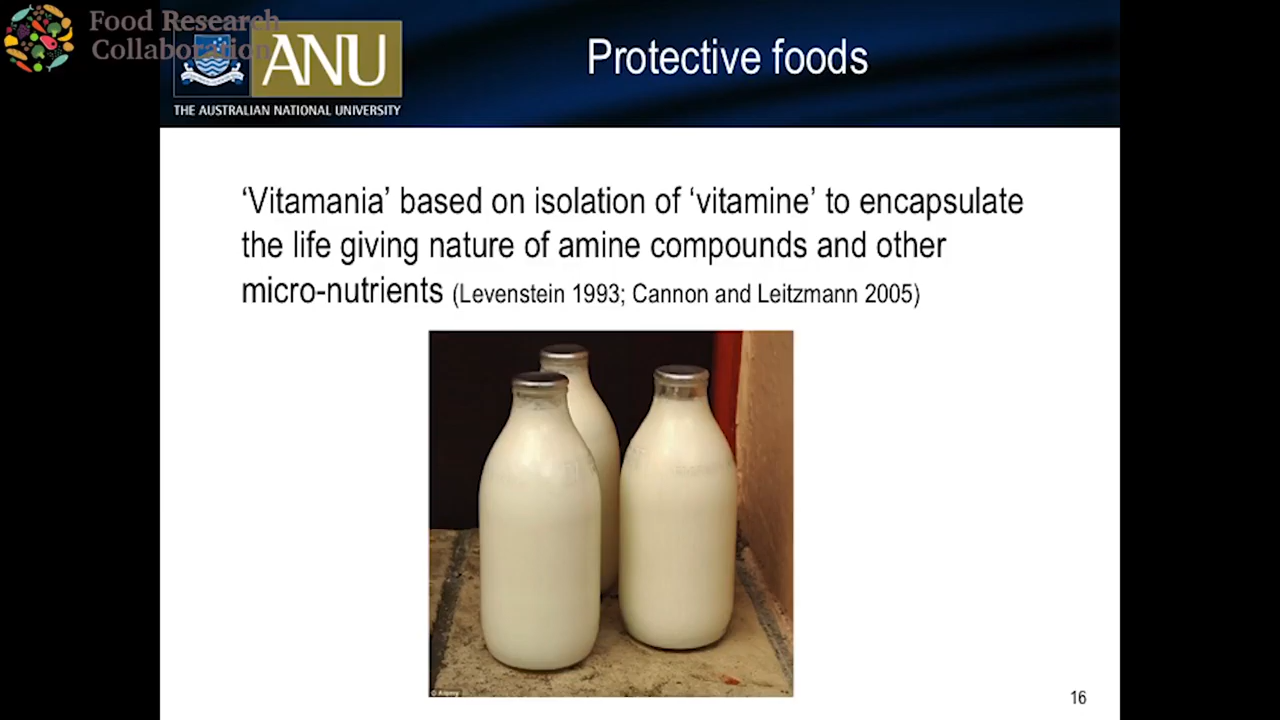 Food Research
Collaboration
ANU
THE AUSTRALIAN NATIONAL UNIVERSITY
Protective foods
‘Vitamania’ based on isolation of ‘vitamine’ to encapsulate
the life giving nature of amine compounds and other
micro-nutrients (Levenstein 1993; Cannon and Leitzmann 2005)
© Alamy
16